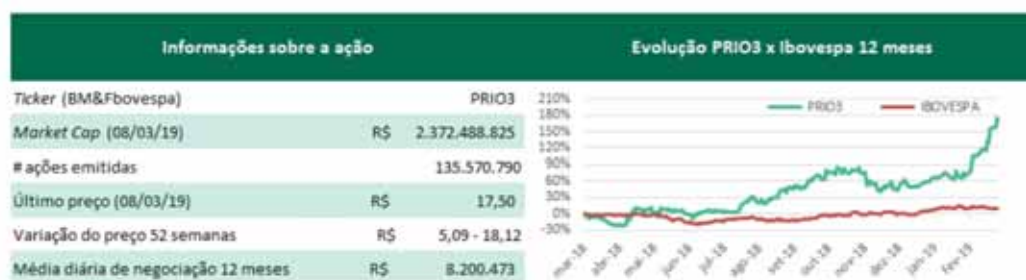 Informações sobre a ação
Ticker (BM&Fbovespa) PRIO3
Market Cap (08/03/19) R$ 2.372.488.825
# ações emitidas 135.570.790
Último preço (08/03/19) R$ 17,50
Variação do preço 52 semanas R$ 5,09 - 18,12
Média diária de negociação 12 meses R$ 8.200.473
Evolução PRIO3 x Ibovespa 12 meses
PRIO3 IBOVESPA
210%
180%
150%
120%
90%
60%
30%
0%
-30%
mar-18 abr-18 mai-18 jun-18 jul-18 ago-18 set-18 out-18 nov-18 dez-18 jan-19 fev-19